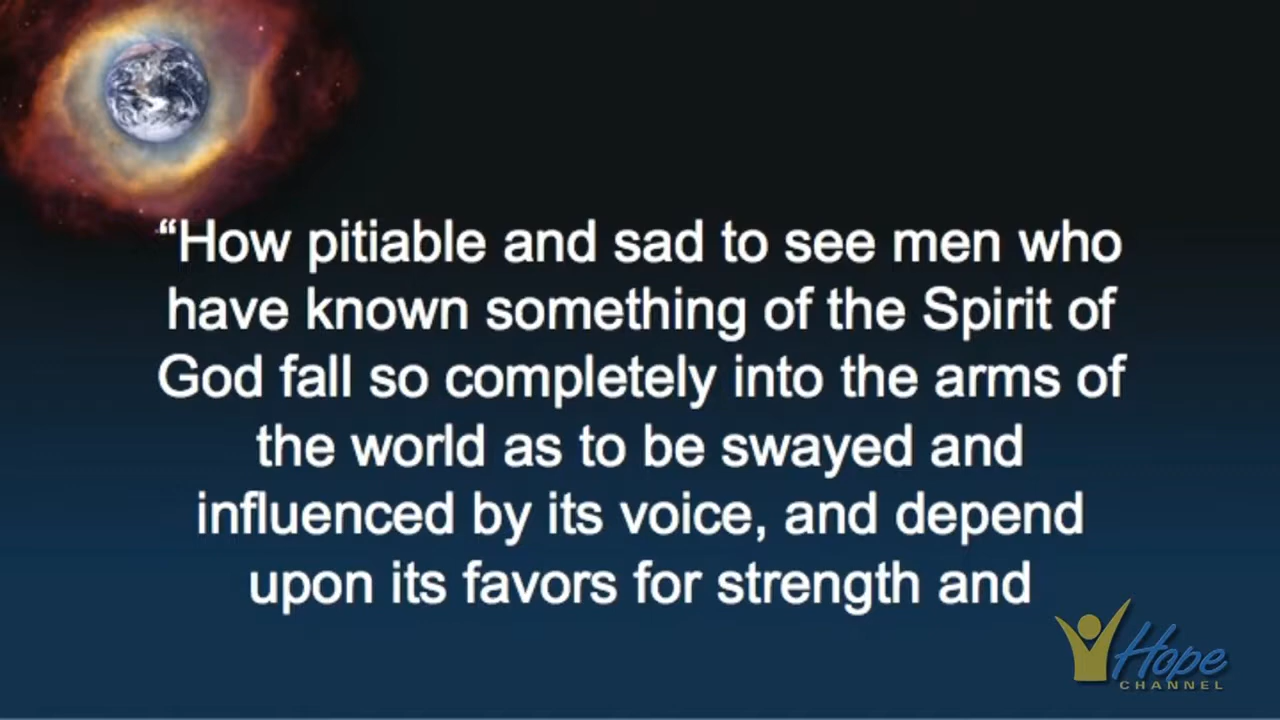 “How pitiable and sad to see men who
have known something of the Spirit of
God fall so completely into the arms of
the world as to be swayed and
influenced by its voice, and depend
upon its favors for strength and
Hope
CHANNEL